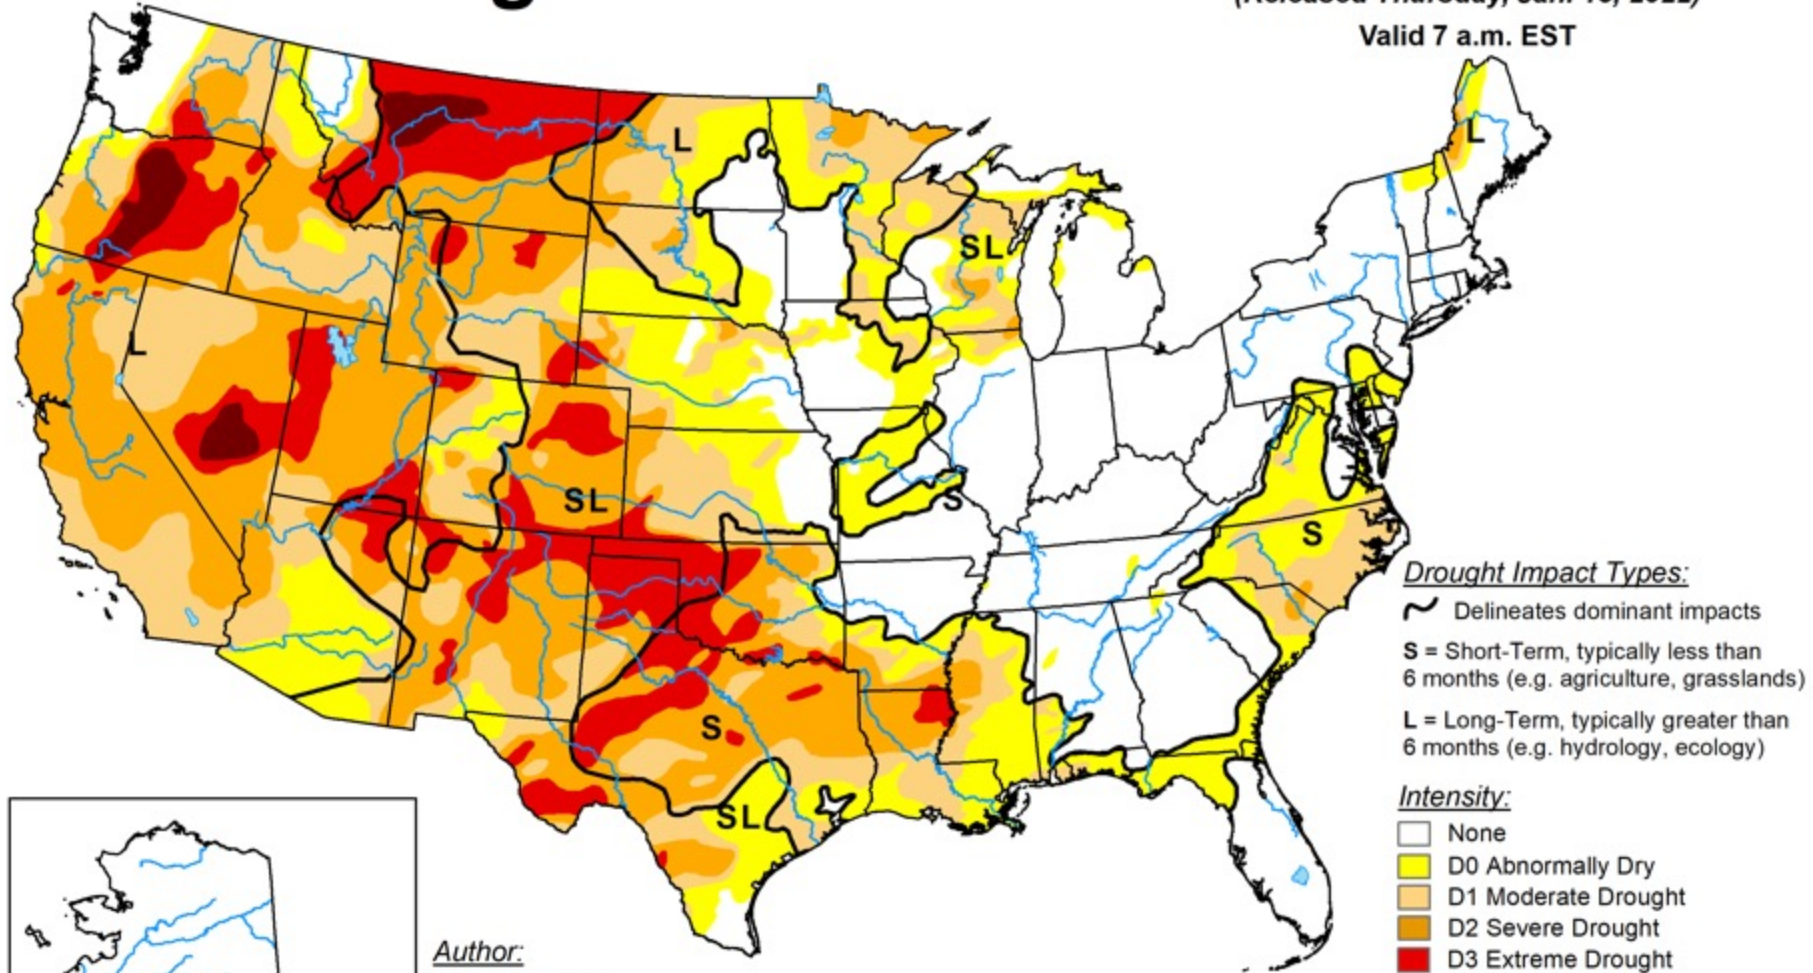 Valid 7 a.m. EST
L
L
SL
L
SL
S
S
S
SL
Drought Impact Types:
Delineates dominant impacts
S = Short-Term, typically less than
6 months (e.g. agriculture, grasslands)
L = Long-Term, typically greater than
6 months (e.g. hydrology, ecology)
Intensity:
None
D0 Abnormally Dry
D1 Moderate Drought
D2 Severe Drought
D3 Extreme Drought
Author: